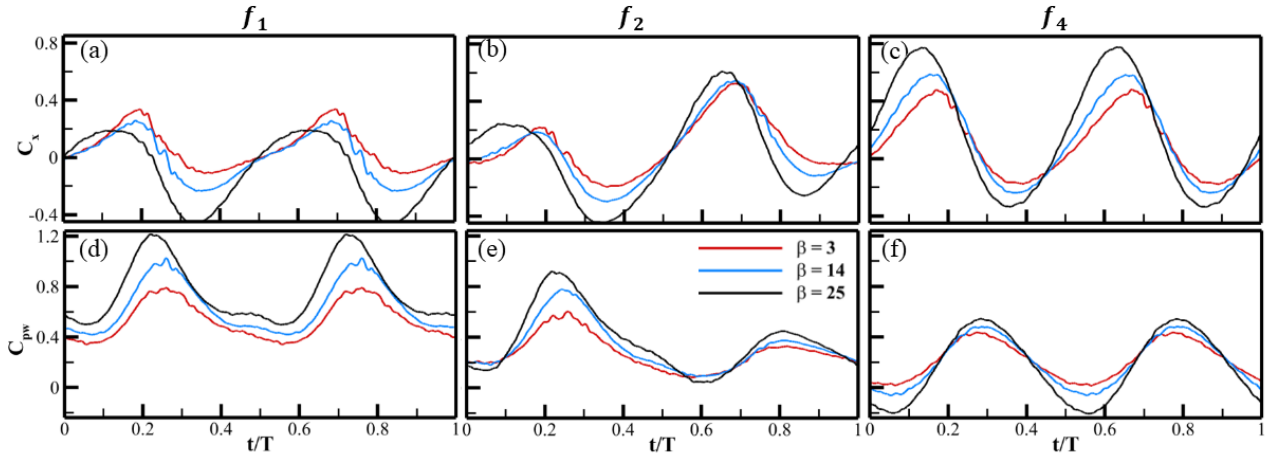 f₁ f₂ f₄
(a) (b) (c)
0.8
0.4
0
-0.4
Cₓ
(d) (e) (f)
1.2
0.8
0.4
0
C_pw
β = 3
β = 14
β = 25
0 0.2 0.4 0.6 0.8 1 0.2 0.4 0.6 0.8 1 0 0.2 0.4 0.6 0.8 1
t/T t/T t/T